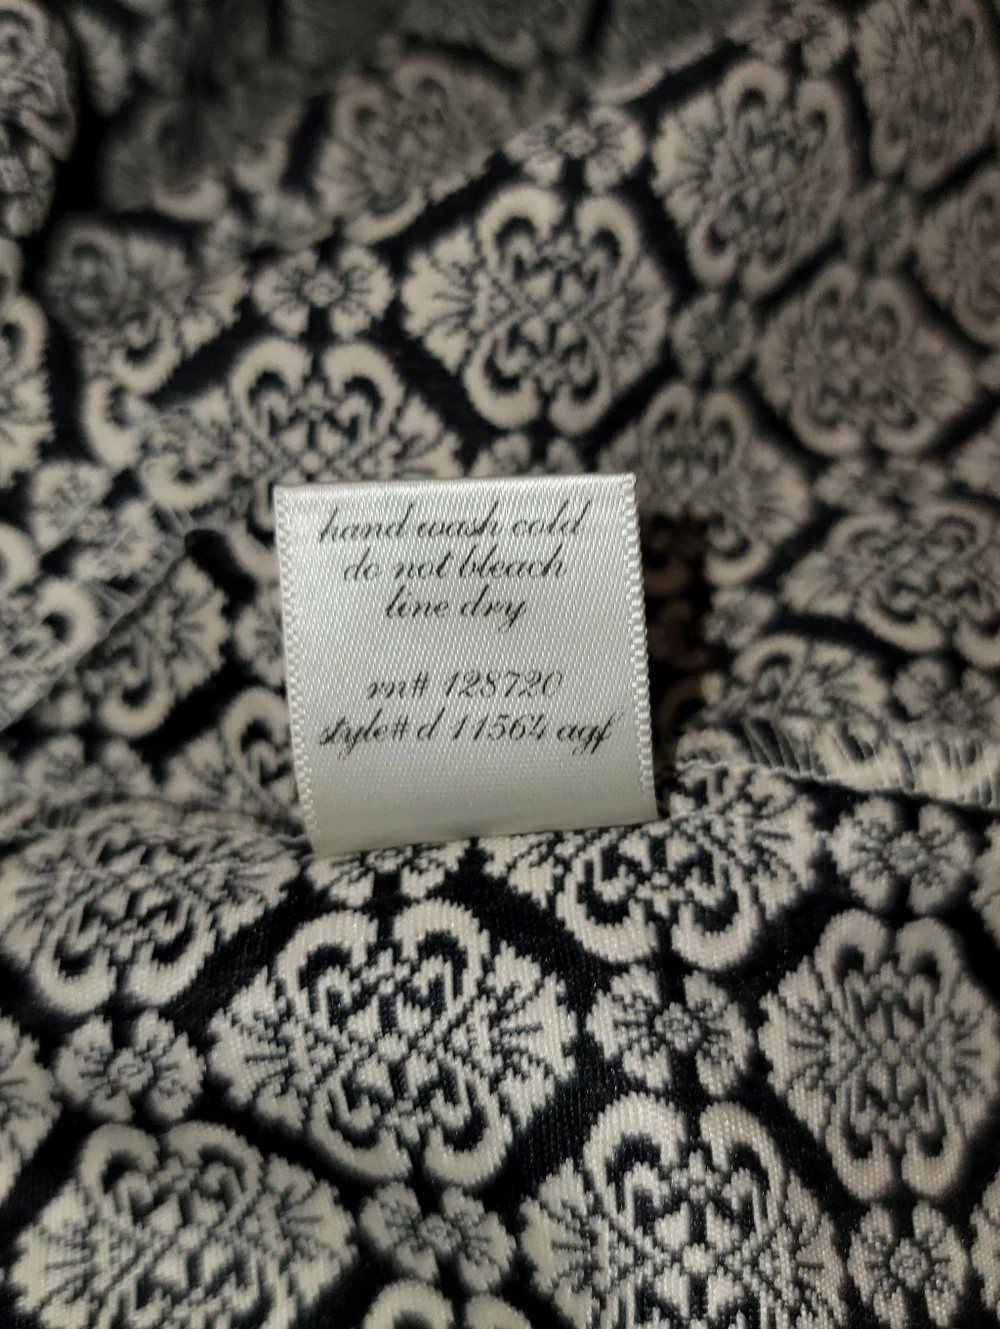 hand wash cold
do not bleach
line dry
rn# 128720
style# d 11564 agf